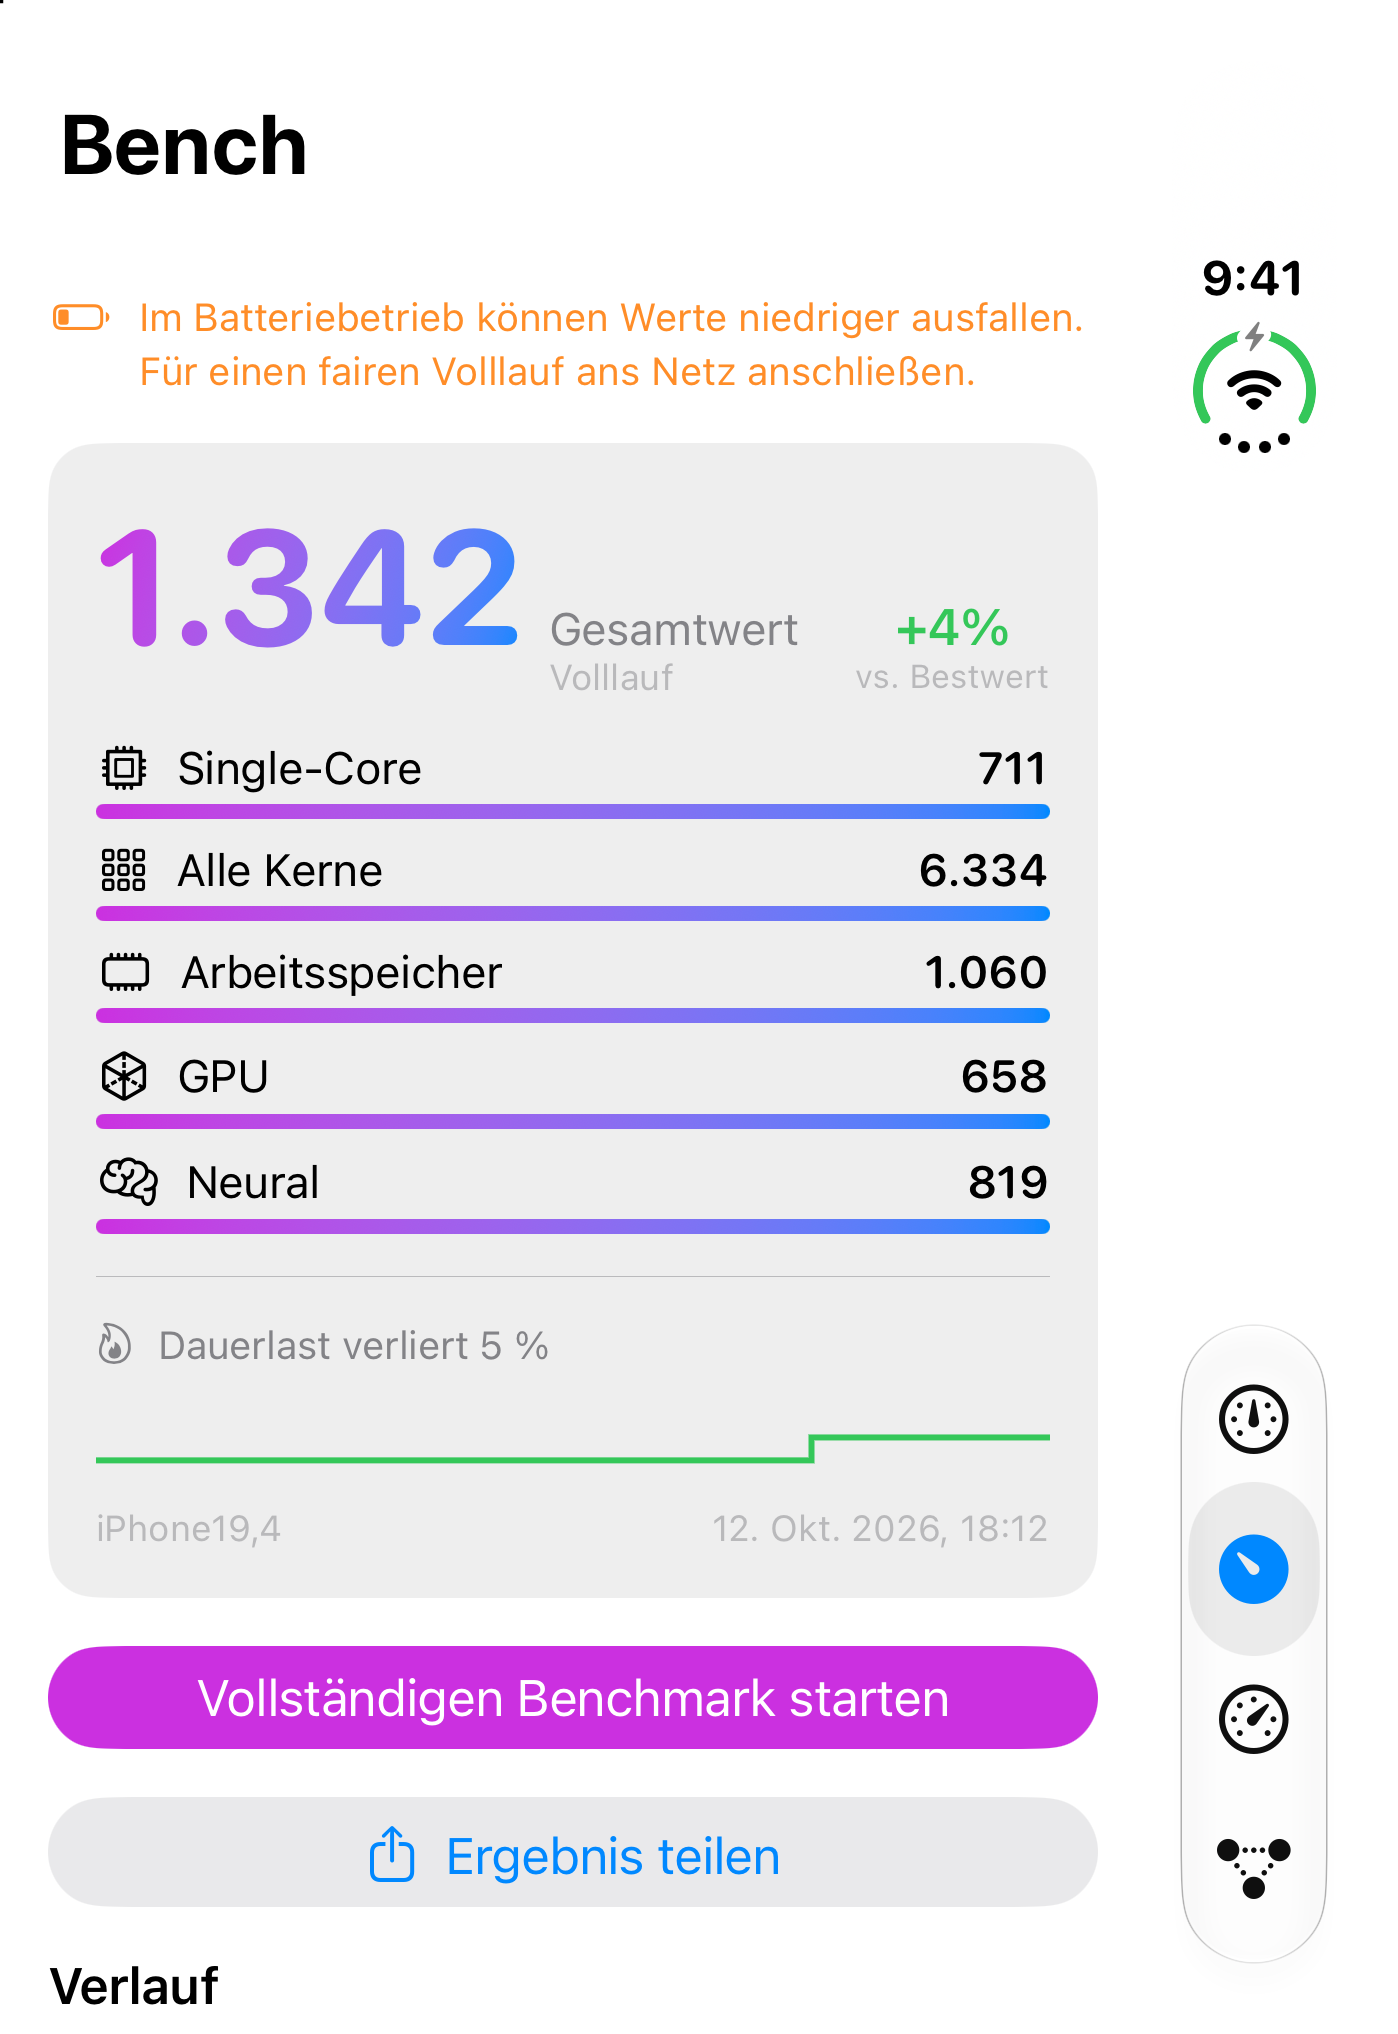 Bench
9:41
Im Batteriebetrieb können Werte niedriger ausfallen.
Für einen fairen Volllauf ans Netz anschließen.
1.342 Gesamtwert +4%
Volllauf vs. Bestwert
Single-Core 711
Alle Kerne 6.334
Arbeitsspeicher 1.060
GPU 658
Neural 819
Dauerlast verliert 5 %
iPhone19,4 12. Okt. 2026, 18:12
Vollständigen Benchmark starten
Ergebnis teilen
Verlauf